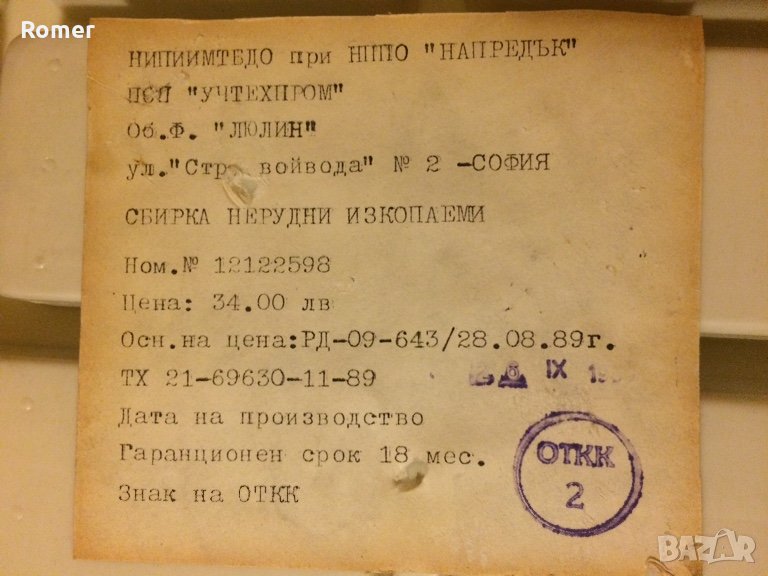 Romer
НИПИИМТБДО при НППО "НАПРЕДЪК"
ПСП "УЧТЕХПРОМ"
Об.Ф. "ЛЮЛИН"
ул."Стр. войвода" № 2 -СОФИЯ
СБИРКА НЕРУДНИ ИЗКОПАЕМИ
Ном.№ 12122598
Цена: 34.00 лв
Осн.на цена:РД-09-643/28.08.89г.
ТХ 21-69630-11-89
IX
Дата на производство
Гаранционен срок 18 мес.
Знак на ОТКК
ОТКК
2
BAZAR